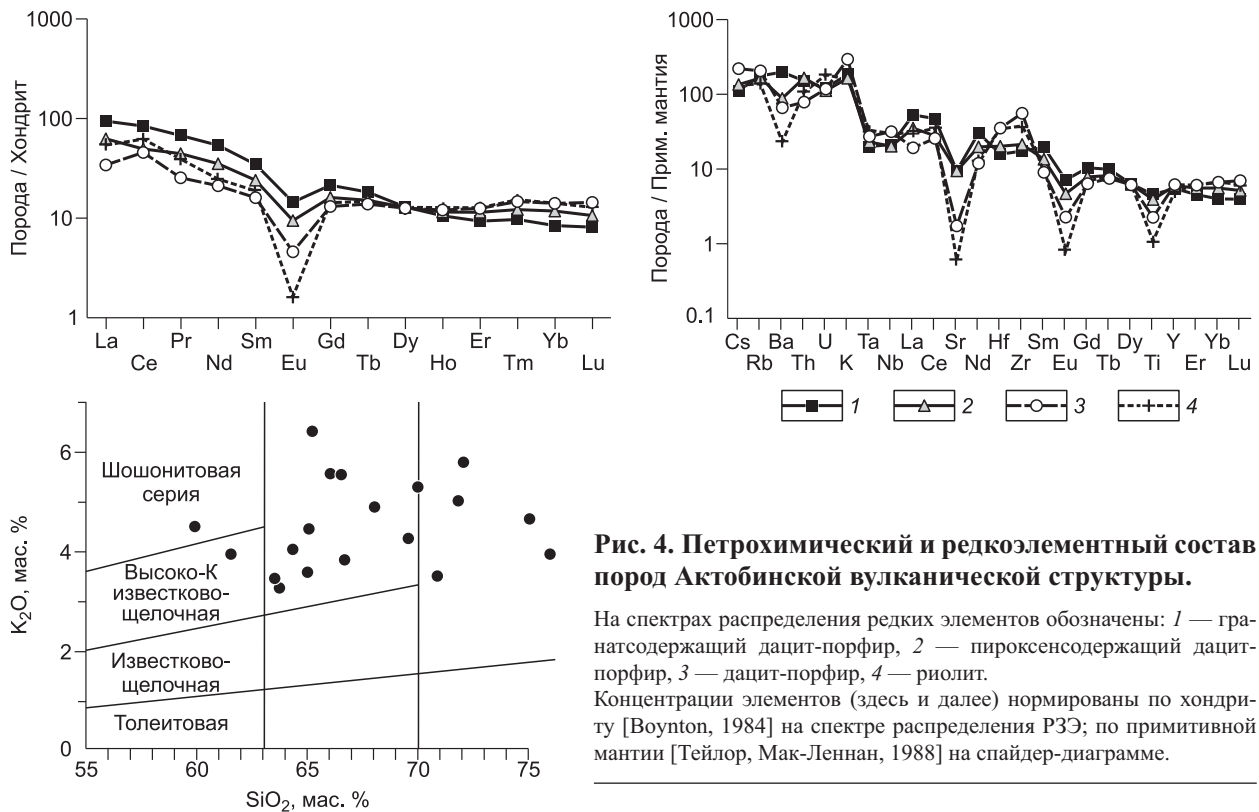 1000
100
10
1
Порода / Хондрит
La Pr Sm Gd Dy Er Yb
Ce Nd Eu Tb Ho Tm Lu
1000
100
10
1
0.1
Порода / Прим. мантия
Cs Ba U Ta La Sr Hf Sm Gd Dy Y Yb
Rb Th K Nb Ce Nd Zr Eu Tb Ti Er Lu
1 2 3 4
6
4
2
0
K₂O, мас. %
Шошонитовая
серия
Высоко-К
известково-
щелочная
Известково-
щелочная
Толеитовая
55 60 65 70 75
SiO₂, мас. %
Рис. 4. Петрохимический и редкоэлементный состав
пород Актобинской вулканической структуры.
На спектрах распределения редких элементов обозначены: 1 — гра-
натсодержащий дацит-порфир, 2 — пироксенсодержащий дацит-
порфир, 3 — дацит-порфир, 4 — риолит.
Концентрации элементов (здесь и далее) нормированы по хондри-
ту [Boynton, 1984] на спектре распределения РЗЭ; по примитивной
мантии [Тейлор, Мак-Леннан, 1988] на спайдер-диаграмме.